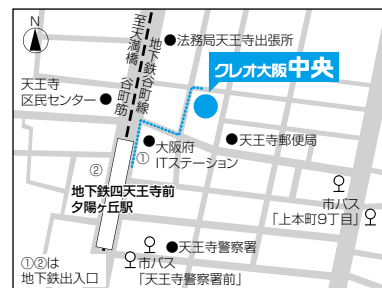 N
至天満橋
地下鉄谷町線
谷町筋
●法務局天王寺出張所
クレオ大阪中央
天王寺
区民センター●
●大阪府
ITステーション
●天王寺郵便局
①
②
地下鉄四天王寺前
夕陽ヶ丘駅
市バス
「上本町9丁目」
●天王寺警察署
市バス
「天王寺警察署前」
①②は
地下鉄出入口